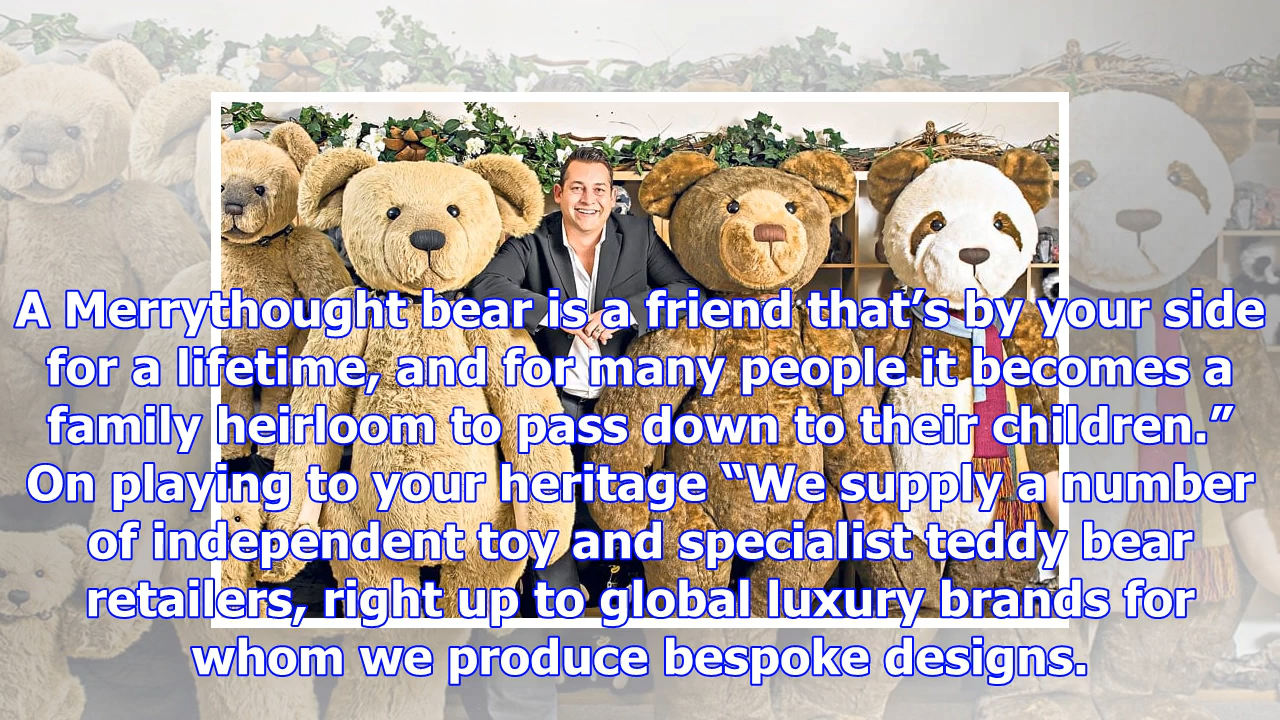 A Merrythought bear is a friend that’s by your side
for a lifetime, and for many people it becomes a
family heirloom to pass down to their children.”
On playing to your heritage “We supply a number
of independent toy and specialist teddy bear
retailers, right up to global luxury brands for
whom we produce bespoke designs.